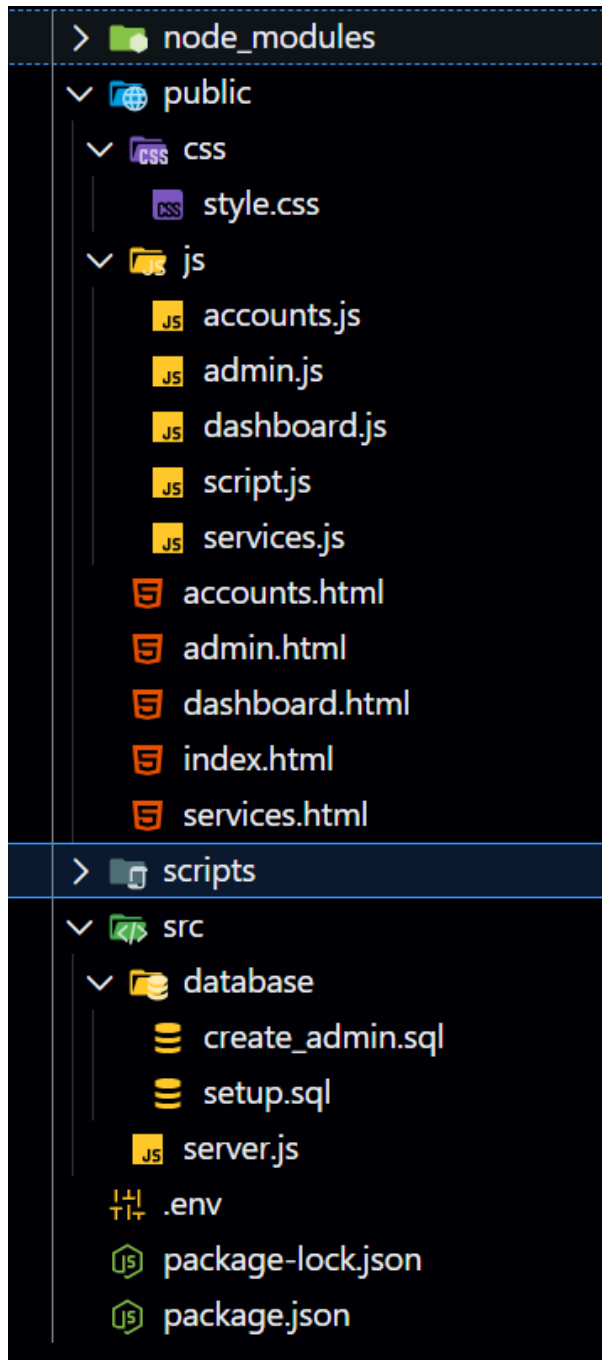 node_modules
public
css
style.css
js
accounts.js
admin.js
dashboard.js
script.js
services.js
accounts.html
admin.html
dashboard.html
index.html
services.html
scripts
src
database
create_admin.sql
setup.sql
server.js
.env
package-lock.json
package.json